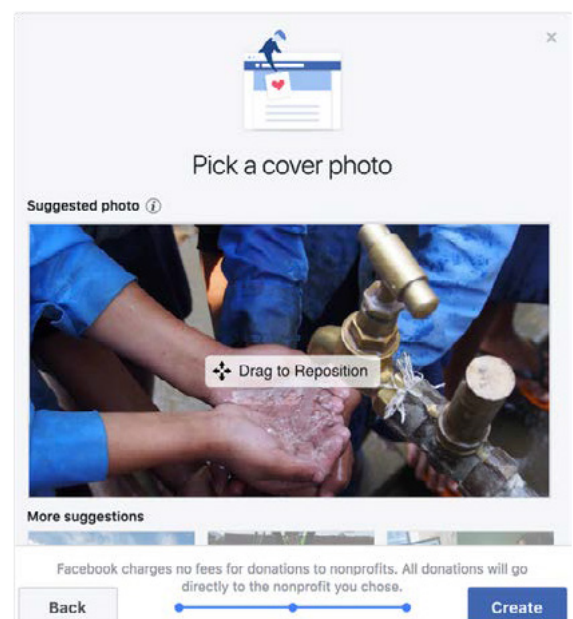 Pick a cover photo
Suggested photo
Drag to Reposition
More suggestions
Facebook charges no fees for donations to nonprofits. All donations will go
directly to the nonprofit you chose.
Back
Create